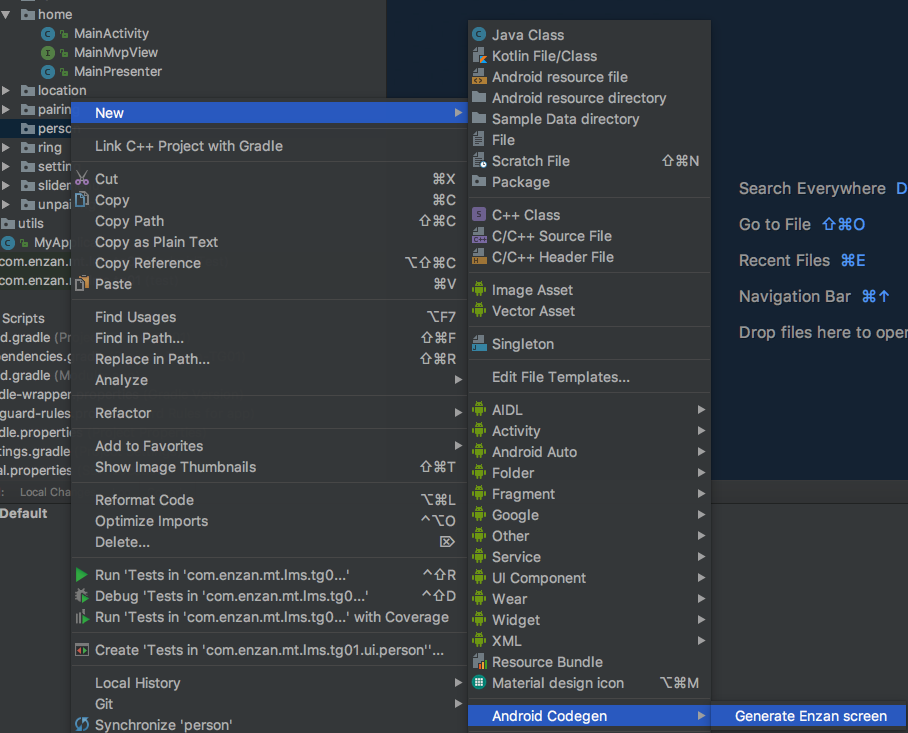 home
MainActivity
MainMvpView
MainPresenter
location
pairin
perso
ring
settin
slider
unpai
utils
MyApp
com.enzan.r
com.enzan.r
Scripts
d.gradle (Pr
endencies.g
d.gradle (M
dle-wrapper
guard-rules
dle.properti
tings.gradle
al.properties
: Local Cha
Default
New
Link C++ Project with Gradle
Cut ⌘X
Copy ⌘C
Copy Path ⇧⌘C
Copy as Plain Text
Copy Reference ⌥⇧⌘C
Paste ⌘V
Find Usages ⌥F7
Find in Path... ⇧⌘F
Replace in Path... ⇧⌘R
Analyze
Refactor
Add to Favorites
Show Image Thumbnails ⇧⌘T
Reformat Code ⌥⌘L
Optimize Imports ^⌥O
Delete... ⌦
Run 'Tests in 'com.enzan.mt.lms.tg0...' ^⇧R
Debug 'Tests in 'com.enzan.mt.lms.tg0...' ^⇧D
Run 'Tests in 'com.enzan.mt.lms.tg0...' with Coverage
Create 'Tests in 'com.enzan.mt.lms.tg01.ui.person''...
Local History
Git
Synchronize 'person'
Java Class
Kotlin File/Class
Android resource file
Android resource directory
Sample Data directory
File
Scratch File ⇧⌘N
Package
C++ Class
C/C++ Source File
C/C++ Header File
Image Asset
Vector Asset
Singleton
Edit File Templates...
AIDL
Activity
Android Auto
Folder
Fragment
Google
Other
Service
UI Component
Wear
Widget
XML
Resource Bundle
Material design icon ⌥⌘M
Android Codegen
Generate Enzan screen
Search Everywhere D
Go to File ⇧⌘O
Recent Files ⌘E
Navigation Bar ⌘↑
Drop files here to oper